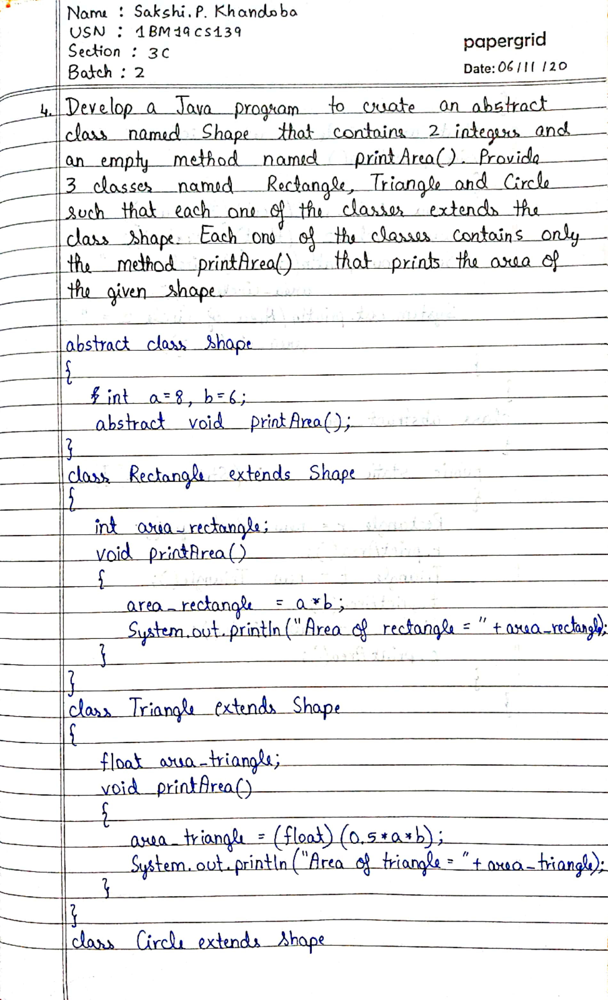 Name : Sakshi. P. Khandoba
USN : 1BM19CS139
Section : 3C
Batch : 2
papergrid
Date: 06/11/20
4. Develop a Java program to create an abstract
class named Shape that contains 2 integers and
an empty method named printArea(). Provide
3 classes named Rectangle, Triangle and Circle
such that each one of the classes extends the
class shape. Each one of the classes contains only
the method printArea() that prints the area of
the given shape.
abstract class shape
{
int a=8, b=6;
abstract void printArea();
}
class Rectangle extends Shape
{
int area_rectangle;
void printArea()
{
area_rectangle = a*b;
System.out.println("Area of rectangle = " + area_rectangle);
}
}
class Triangle extends Shape
{
float area_triangle;
void printArea()
{
area_triangle = (float)(0.5*a*b);
System.out.println("Area of triangle = " + area_triangle);
}
}
class Circle extends shape